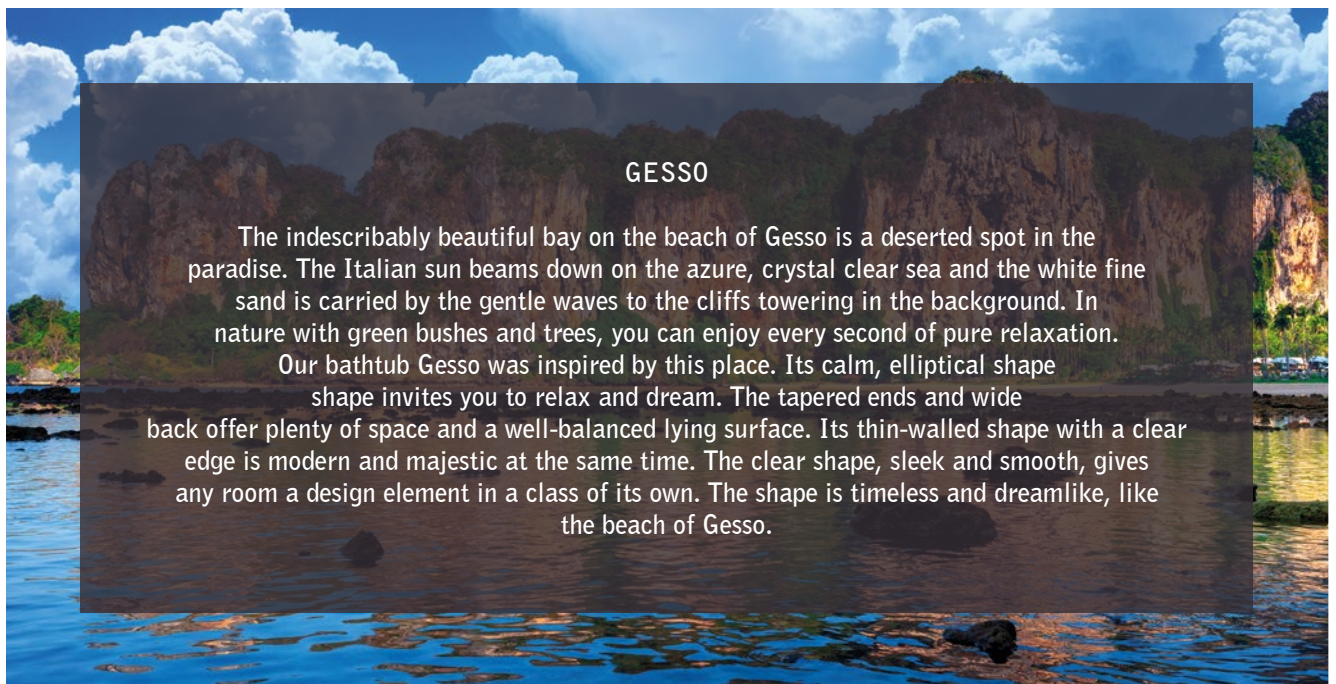 GESSO
The indescribably beautiful bay on the beach of Gesso is a deserted spot in the
paradise. The Italian sun beams down on the azure, crystal clear sea and the white fine
sand is carried by the gentle waves to the cliffs towering in the background. In
nature with green bushes and trees, you can enjoy every second of pure relaxation.
Our bathtub Gesso was inspired by this place. Its calm, elliptical shape
shape invites you to relax and dream. The tapered ends and wide
back offer plenty of space and a well-balanced lying surface. Its thin-walled shape with a clear
edge is modern and majestic at the same time. The clear shape, sleek and smooth, gives
any room a design element in a class of its own. The shape is timeless and dreamlike, like
the beach of Gesso.